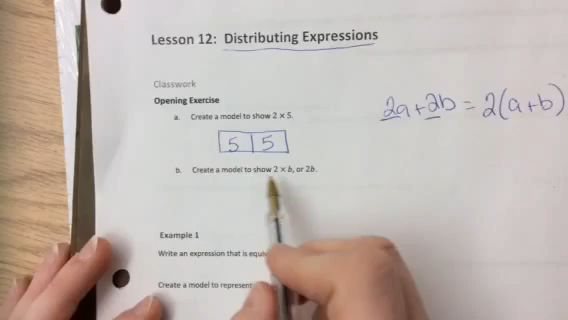 Lesson 12: Distributing Expressions
Classwork
Opening Exercise
a. Create a model to show 2 × 5.
2a+2b = 2(a+b)
5 5
b. Create a model to show 2 × b, or 2b.
Example 1
Write an expression that is
Create a model to represent